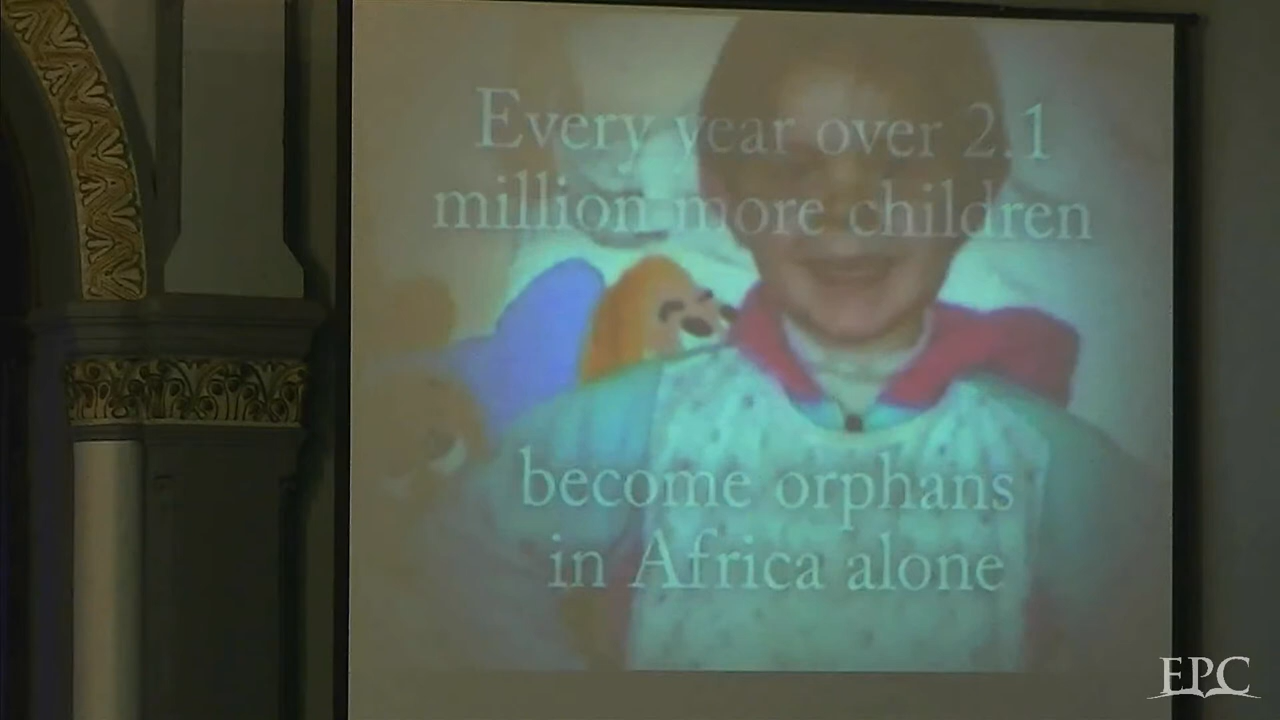 Every year over 2.1
million more children
become orphans
in Africa alone
EPC